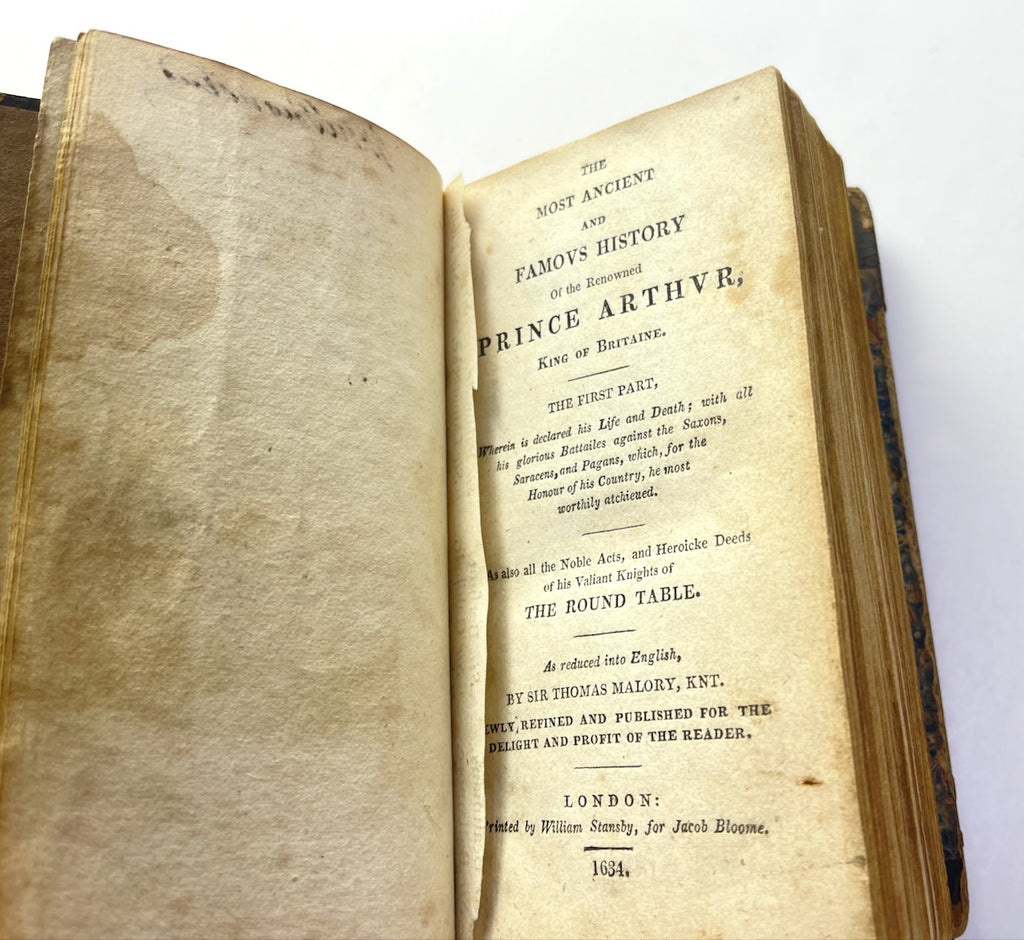 THE
MOST ANCIENT
AND
FAMOVS HISTORY
Of the Renowned
PRINCE ARTHVR,
KING OF BRITAINE.
THE FIRST PART,
Wherein is declared his Life and Death; with all
his glorious Battailes against the Saxons,
Saracens, and Pagans, which, for the
Honour of his Country, he most
worthily atchieued.
As also all the Noble Acts, and Heroicke Deeds
of his Valiant Knights of
THE ROUND TABLE.
As reduced into English,
BY SIR THOMAS MALORY, KNT.
EWLY REFINED AND PUBLISHED FOR THE
DELIGHT AND PROFIT OF THE READER.
LONDON:
Printed by William Stansby, for Jacob Bloome.
1634.